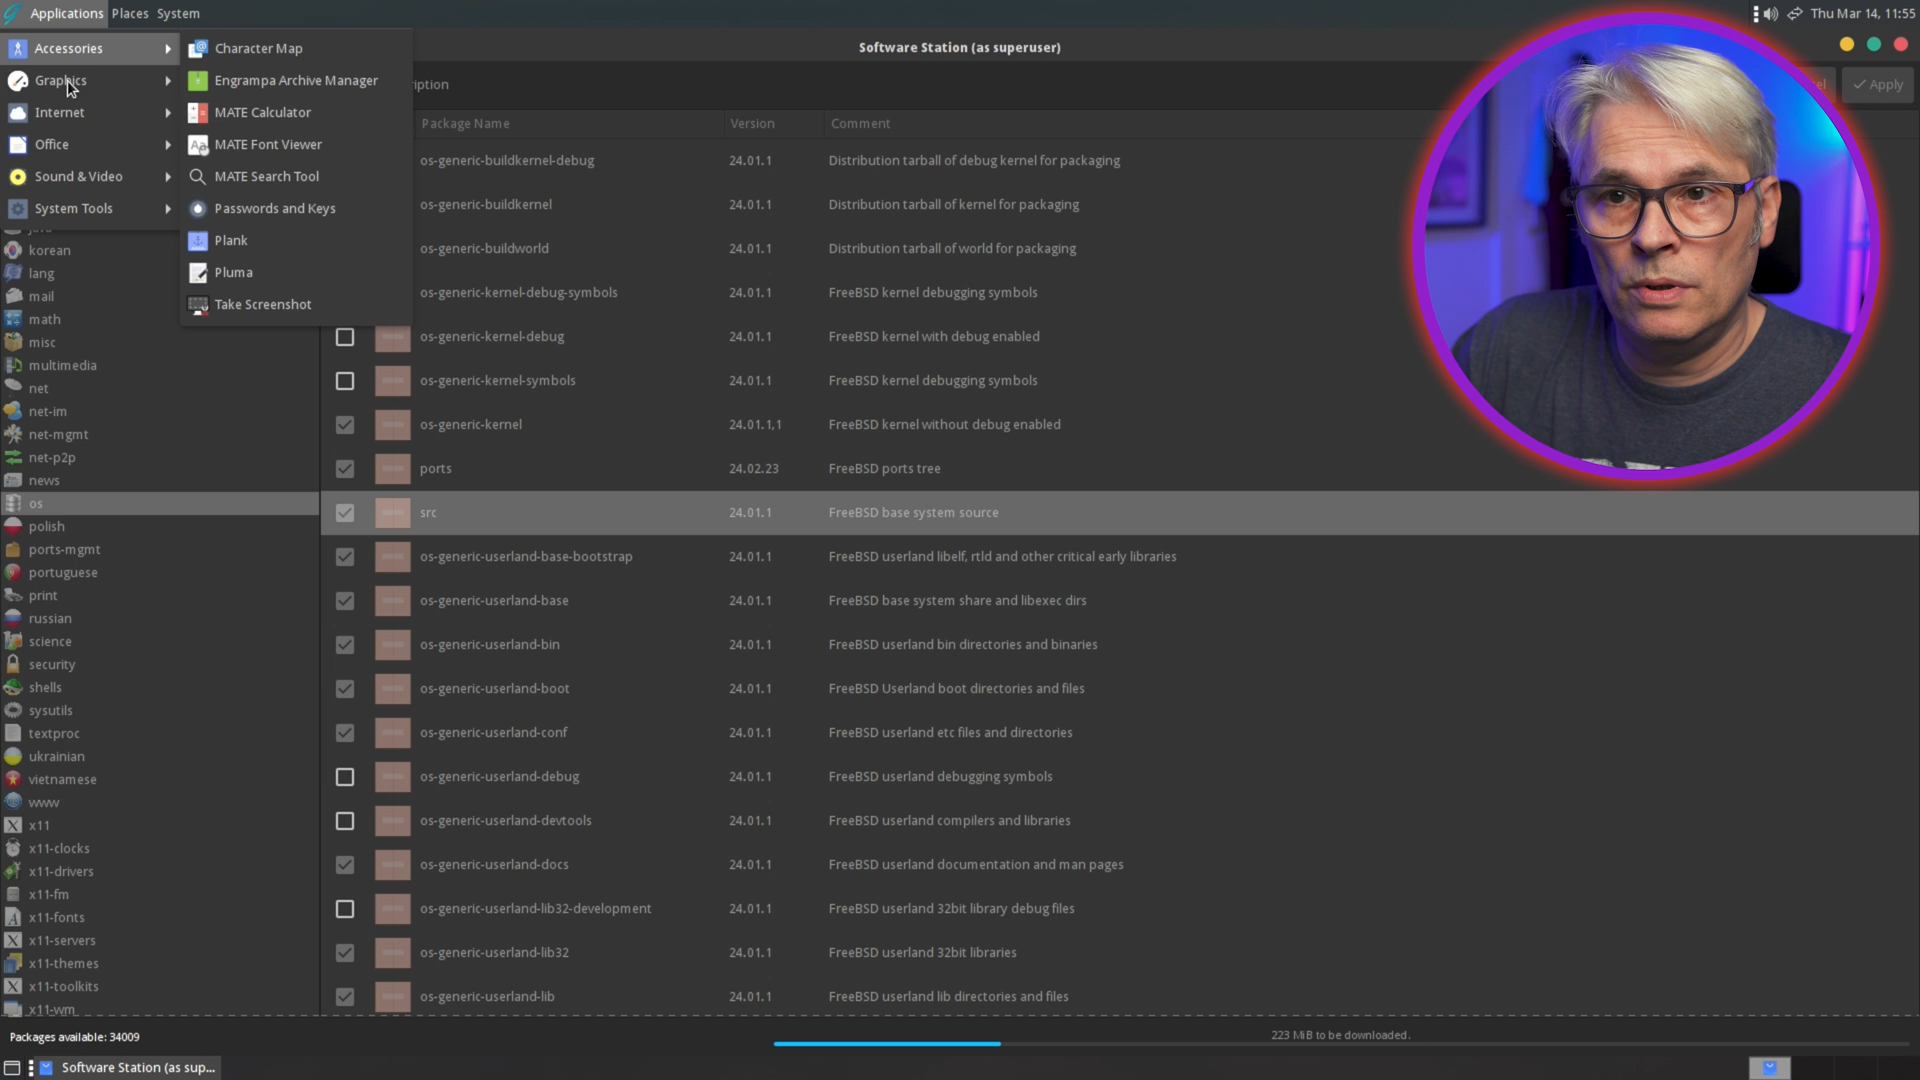 Applications Places System
Thu Mar 14, 11:55
Software Station (as superuser)
Accessories
Graphics
Internet
Office
Sound & Video
System Tools
Character Map
Engrampa Archive Manager
MATE Calculator
MATE Font Viewer
MATE Search Tool
Passwords and Keys
Plank
Pluma
Take Screenshot
Apply
Package Name Version Comment
os-generic-buildkernel-debug 24.01.1 Distribution tarball of debug kernel for packaging
os-generic-buildkernel 24.01.1 Distribution tarball of kernel for packaging
os-generic-buildworld 24.01.1 Distribution tarball of world for packaging
os-generic-kernel-debug-symbols 24.01.1 FreeBSD kernel debugging symbols
os-generic-kernel-debug 24.01.1 FreeBSD kernel with debug enabled
os-generic-kernel-symbols 24.01.1 FreeBSD kernel debugging symbols
os-generic-kernel 24.01.1,1 FreeBSD kernel without debug enabled
ports 24.02.23 FreeBSD ports tree
src 24.01.1 FreeBSD base system source
os-generic-userland-base-bootstrap 24.01.1 FreeBSD userland libelf, rtld and other critical early libraries
os-generic-userland-base 24.01.1 FreeBSD base system share and libexec dirs
os-generic-userland-bin 24.01.1 FreeBSD userland bin directories and binaries
os-generic-userland-boot 24.01.1 FreeBSD Userland boot directories and files
os-generic-userland-conf 24.01.1 FreeBSD userland etc files and directories
os-generic-userland-debug 24.01.1 FreeBSD userland debugging symbols
os-generic-userland-devtools 24.01.1 FreeBSD userland compilers and libraries
os-generic-userland-docs 24.01.1 FreeBSD userland documentation and man pages
os-generic-userland-lib32-development 24.01.1 FreeBSD userland 32bit library debug files
os-generic-userland-lib32 24.01.1 FreeBSD userland 32bit libraries
os-generic-userland-lib 24.01.1 FreeBSD userland lib directories and files
korean
lang
mail
math
misc
multimedia
net
net-im
net-mgmt
net-p2p
news
os
polish
ports-mgmt
portuguese
print
russian
science
security
shells
sysutils
textproc
ukrainian
vietnamese
www
x11
x11-clocks
x11-drivers
x11-fm
x11-fonts
x11-servers
x11-themes
x11-toolkits
x11-wm
Packages available: 34009
223 MiB to be downloaded.
Software Station (as sup...